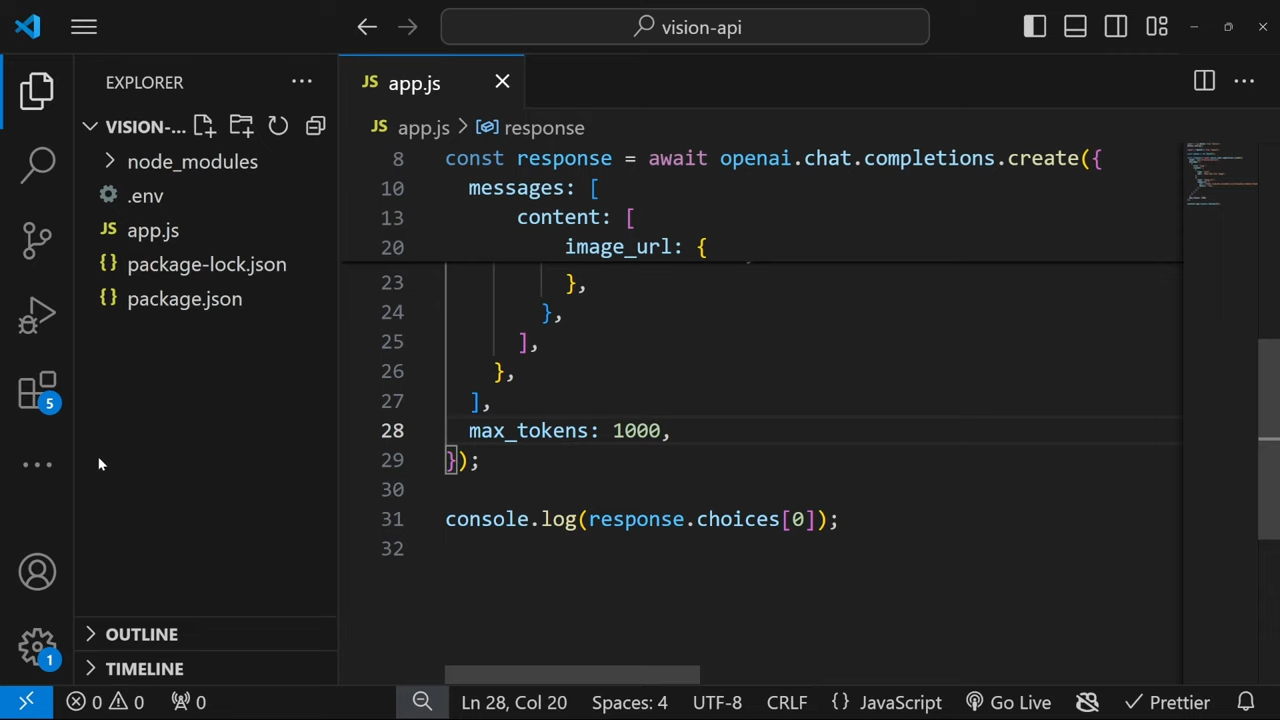 vision-api
EXPLORER
JS app.js
VISION-...
JS app.js > response
node_modules
8 const response = await openai.chat.completions.create({
10 messages: [
.env
13 content: [
JS app.js
20 image_url: {
{} package-lock.json
23 },
{} package.json
24 },
25 ],
26 },
27 ],
5
28 max_tokens: 1000,
29 });
30
31 console.log(response.choices[0]);
32
OUTLINE
1
TIMELINE
0 0 0
Ln 28, Col 20 Spaces: 4 UTF-8 CRLF {} JavaScript Go Live Prettier